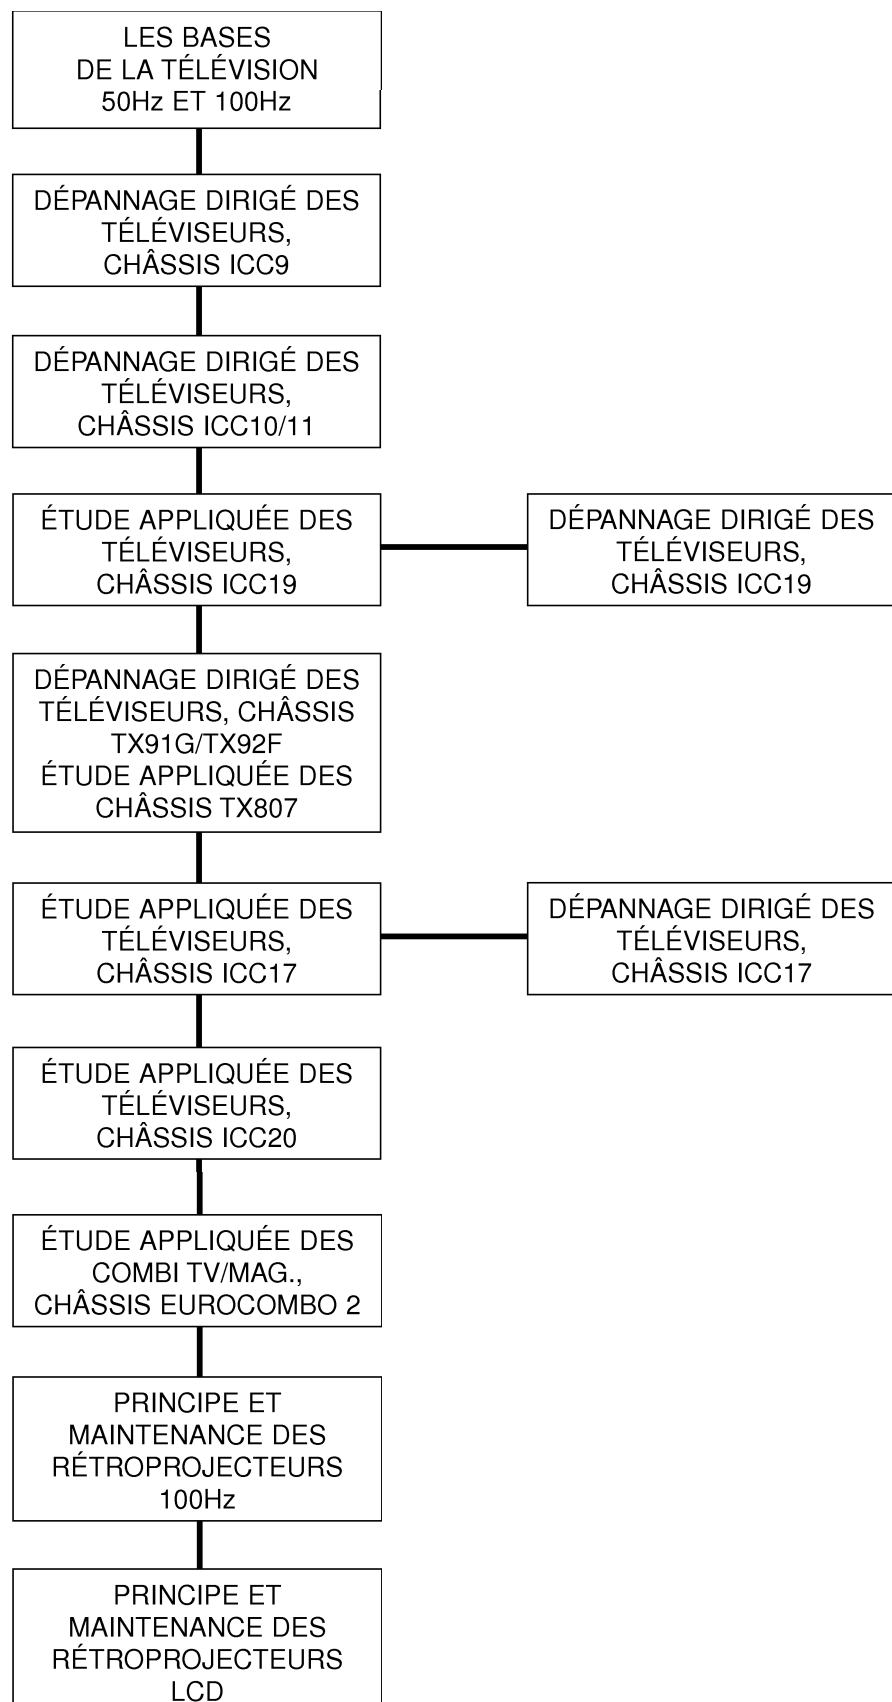 LES BASES
DE LA TÉLÉVISION
50Hz ET 100Hz
DÉPANNAGE DIRIGÉ DES
TÉLÉVISEURS,
CHÂSSIS ICC9
DÉPANNAGE DIRIGÉ DES
TÉLÉVISEURS,
CHÂSSIS ICC10/11
ÉTUDE APPLIQUÉE DES
TÉLÉVISEURS,
CHÂSSIS ICC19
DÉPANNAGE DIRIGÉ DES
TÉLÉVISEURS,
CHÂSSIS ICC19
DÉPANNAGE DIRIGÉ DES
TÉLÉVISEURS, CHÂSSIS
TX91G/TX92F
ÉTUDE APPLIQUÉE DES
CHÂSSIS TX807
ÉTUDE APPLIQUÉE DES
TÉLÉVISEURS,
CHÂSSIS ICC17
DÉPANNAGE DIRIGÉ DES
TÉLÉVISEURS,
CHÂSSIS ICC17
ÉTUDE APPLIQUÉE DES
TÉLÉVISEURS,
CHÂSSIS ICC20
ÉTUDE APPLIQUÉE DES
COMBI TV/MAG.,
CHÂSSIS EUROCOMBO 2
PRINCIPE ET
MAINTENANCE DES
RÉTROPROJECTEURS
100Hz
PRINCIPE ET
MAINTENANCE DES
RÉTROPROJECTEURS
LCD